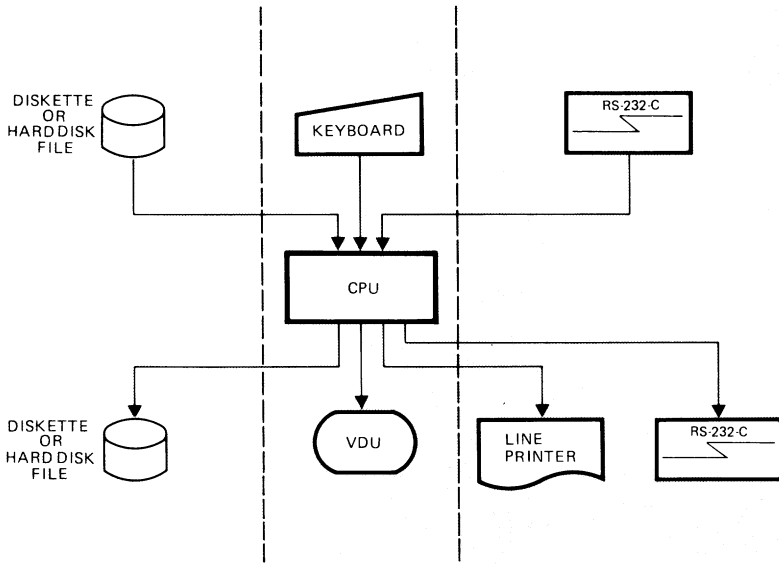 DISKETTE
OR
HARD DISK
FILE
KEYBOARD
RS-232-C
CPU
DISKETTE
OR
HARD DISK
FILE
VDU
LINE
PRINTER
RS-232-C